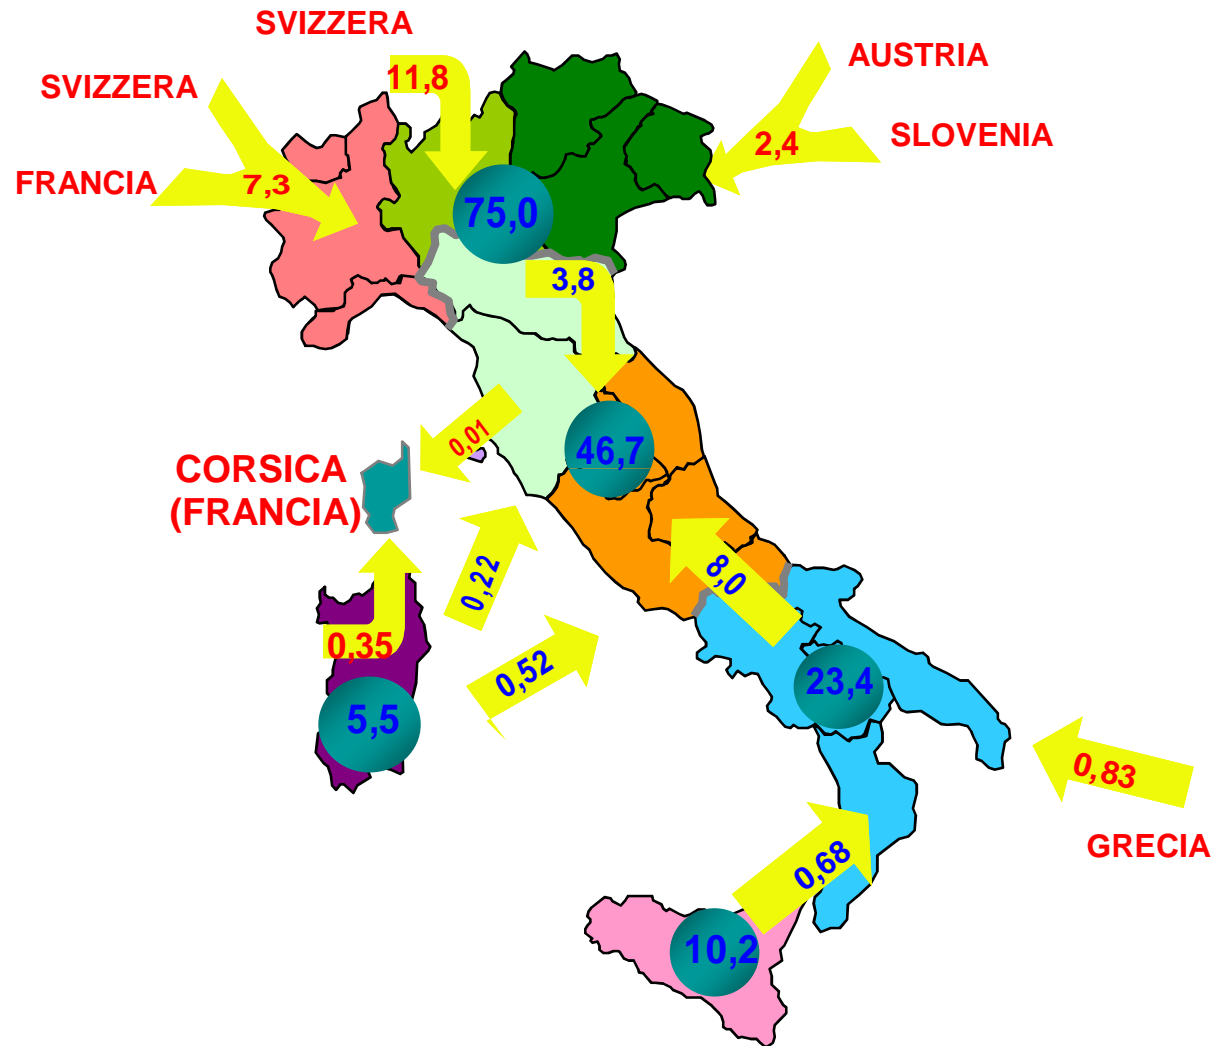 SVIZZERA
11,8
AUSTRIA
SVIZZERA
2,4
SLOVENIA
FRANCIA
7,3
75,0
3,8
0,01
46,7
CORSICA
(FRANCIA)
0,22
8,0
0,35
0,52
23,4
5,5
0,83
GRECIA
0,68
10,2